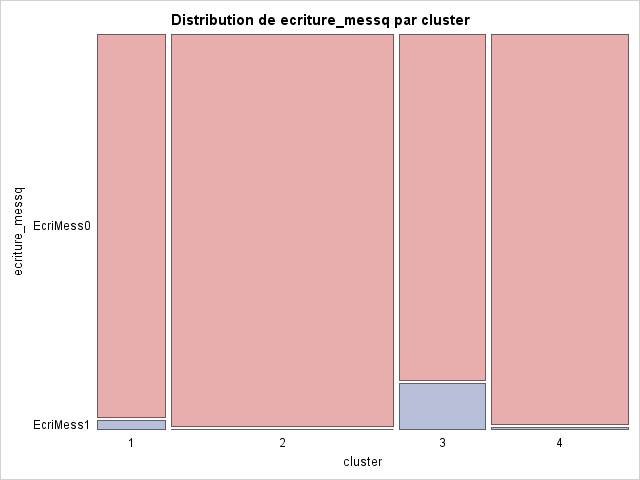 Distribution de ecriture_messq par cluster
ecriture_messq
EcriMess0
EcriMess1
1 2 3 4
cluster